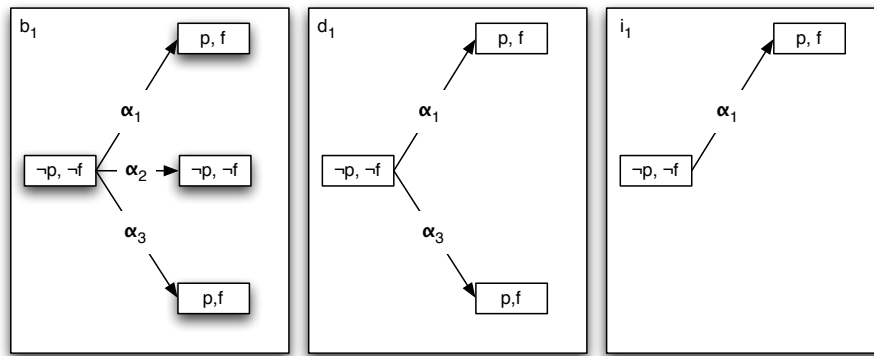 b₁
p, f
α₁
¬p, ¬f
α₂
¬p, ¬f
α₃
p,f
d₁
p, f
α₁
¬p, ¬f
α₃
p,f
i₁
p, f
α₁
¬p, ¬f